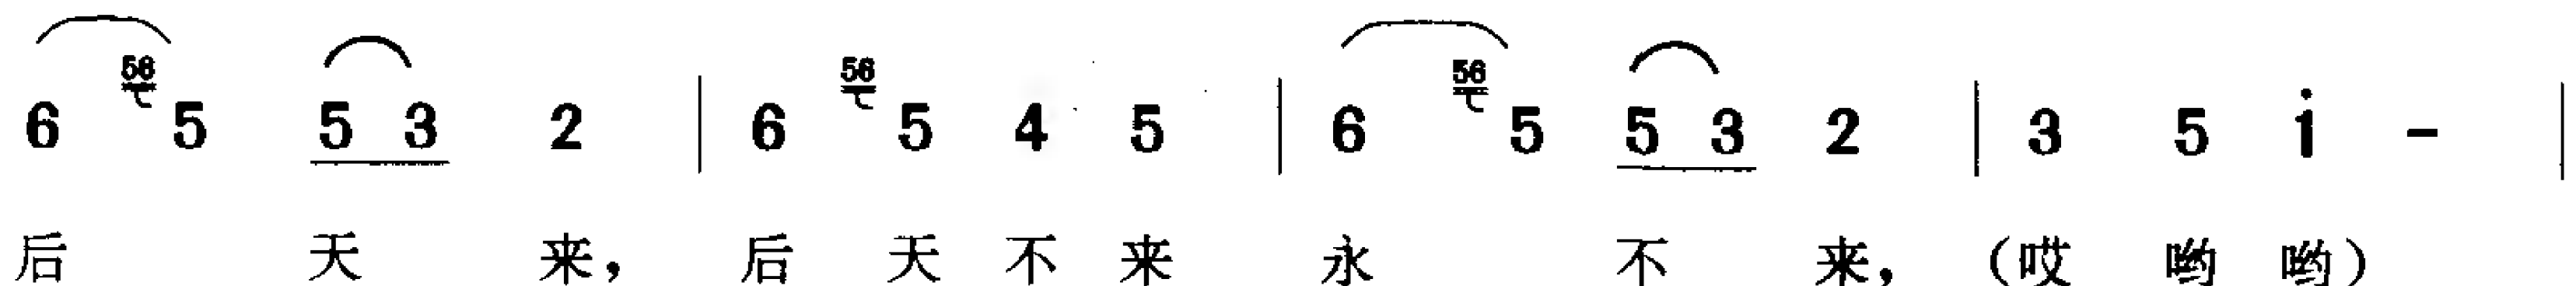 56 56 56
6 5 5 3 2 | 6 5 4 5 | 6 5 5 3 2 | 3 5 i - |
后 天 来， 后 天 不 来 永 不 来，（哎 哟 哟）